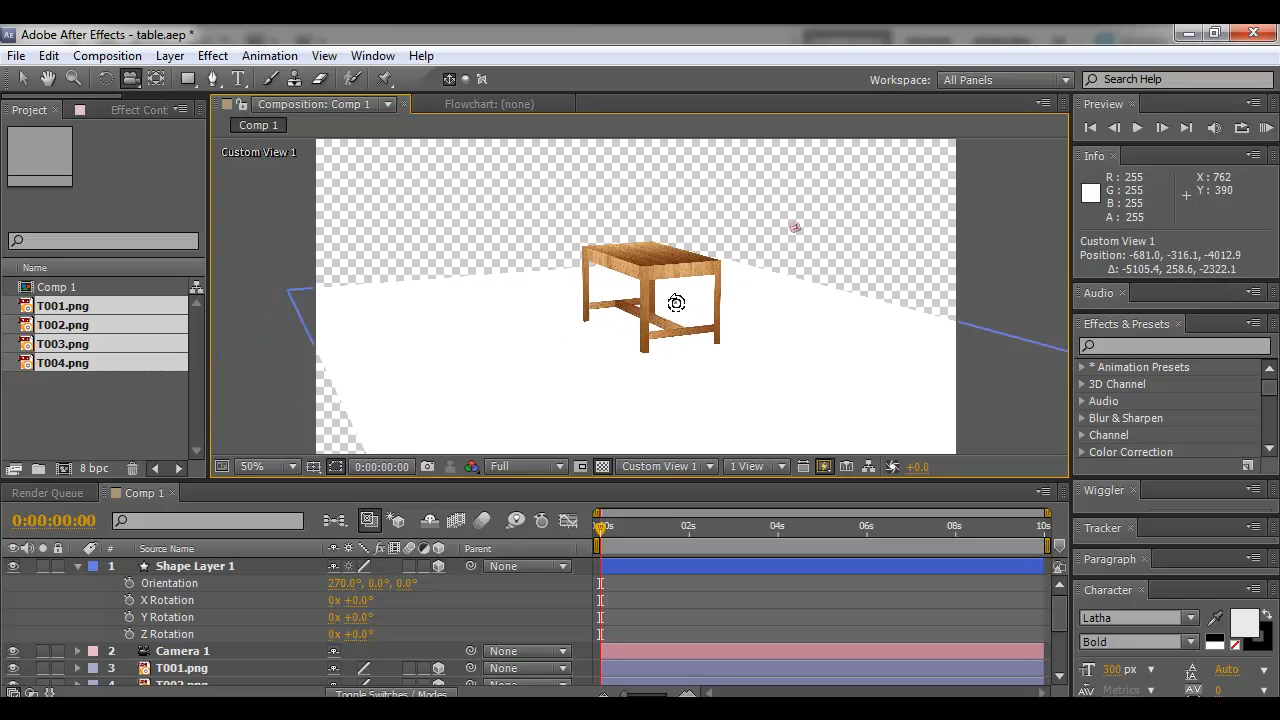 Adobe After Effects - table.aep *
File Edit Composition Layer Effect Animation View Window Help
Workspace: All Panels Search Help
Project Effect Cont
Composition: Comp 1 Flowchart: (none)
Preview
Comp 1
Custom View 1
Info
R : 255 X : 762
G : 255 Y : 390
B : 255
A : 255
Custom View 1
Position: -681.0, -316.1, -4012.9
Δ: -5105.4, 258.6, -2322.1
Name
Comp 1
T001.png
T002.png
T003.png
T004.png
Audio
Effects & Presets
* Animation Presets
3D Channel
Audio
Blur & Sharpen
Channel
Color Correction
8 bpc
50% 0:00:00:00 Full Custom View 1 1 View +0.0
Render Queue Comp 1
Wiggler
0:00:00:00
0s 02s 04s 06s 08s 10s
Tracker
# Source Name Parent
Paragraph
1 Shape Layer 1 None
Orientation 270.0°, 0.0°, 0.0°
X Rotation 0x +0.0°
Y Rotation 0x +0.0°
Z Rotation 0x +0.0°
2 Camera 1 None
3 T001.png None
Toggle Switches / Modes
Character
Latha
Bold
300 px Auto
Metrics 0